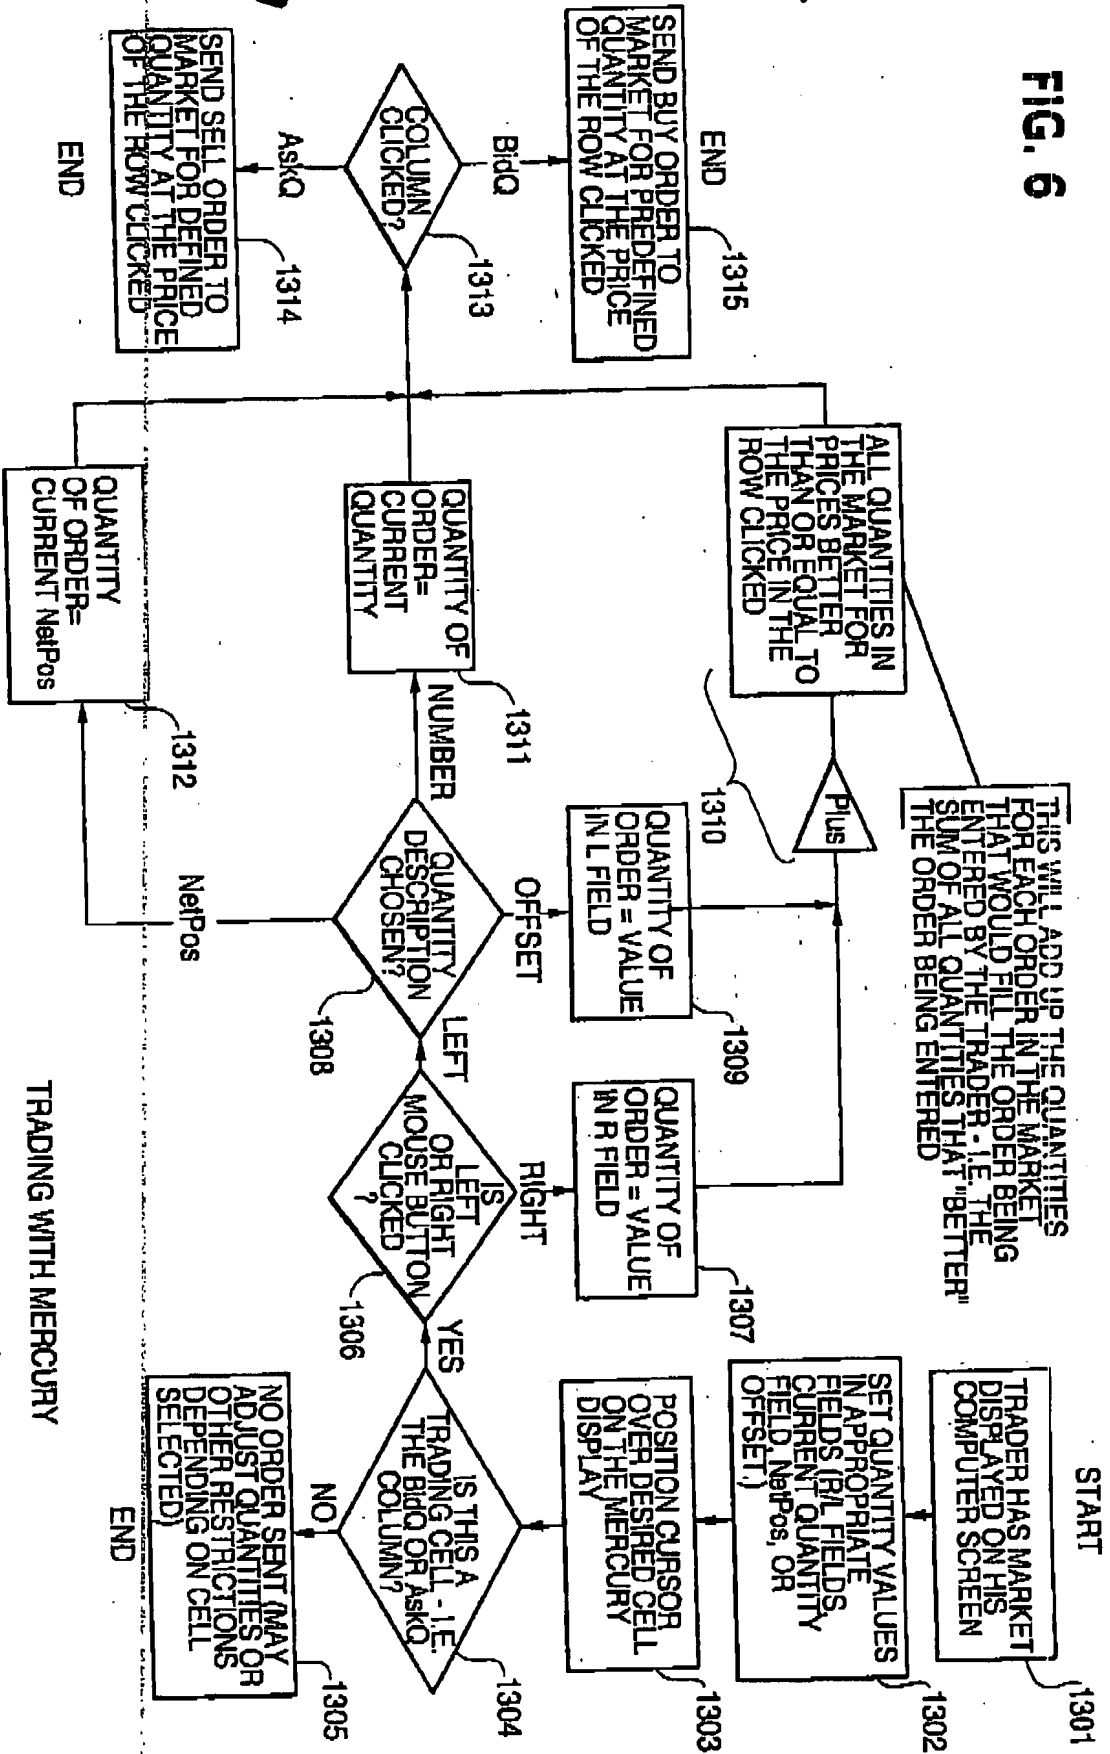 FIG. 6
START
TRADER HAS MARKET
DISPLAYED ON HIS
COMPUTER SCREEN
1301
SET QUANTITY VALUES
IN APPROPRIATE
FIELDS (R/L FIELDS,
CURRENT QUANTITY
FIELD, NetPos, OR
OFFSET,)
1302
POSITION CURSOR
OVER DESIRED CELL
ON THE MERCURY
DISPLAY
1303
IS THIS A
TRADING CELL - I.E.
THE BidQ OR AskQ
COLUMN?
1304
NO
NO ORDER SENT (MAY
ADJUST QUANTITIES OR
OTHER RESTRICTIONS
DEPENDING ON CELL
SELECTED)
1305
END
YES
IS
LEFT
OR RIGHT
MOUSE BUTTON
CLICKED
?
1306
RIGHT
QUANTITY OF
ORDER = VALUE
IN R FIELD
1307
LEFT
QUANTITY
DESCRIPTION
CHOSEN?
1308
OFFSET
QUANTITY OF
ORDER = VALUE
IN L FIELD
1309
Plus
1310
ALL QUANTITIES IN
THE MARKET FOR
PRICES BETTER
THAN OR EQUAL TO
THE PRICE IN THE
ROW CLICKED
THIS WILL ADD UP THE QUANTITIES
FOR EACH ORDER IN THE MARKET
THAT WOULD FILL THE ORDER BEING
ENTERED BY THE TRADER - I.E. THE
SUM OF ALL QUANTITIES THAT "BETTER"
THE ORDER BEING ENTERED
NUMBER
QUANTITY OF
ORDER=
CURRENT
QUANTITY
1311
NetPos
QUANTITY
OF ORDER=
CURRENT NetPos
1312
COLUMN
CLICKED?
1313
BidQ
SEND BUY ORDER TO
MARKET FOR PREDEFINED
QUANTITY AT THE PRICE
OF THE ROW CLICKED
1315
END
AskQ
SEND SELL ORDER TO
MARKET FOR DEFINED
QUANTITY AT THE PRICE
OF THE ROW CLICKED
1314
END
TRADING WITH MERCURY